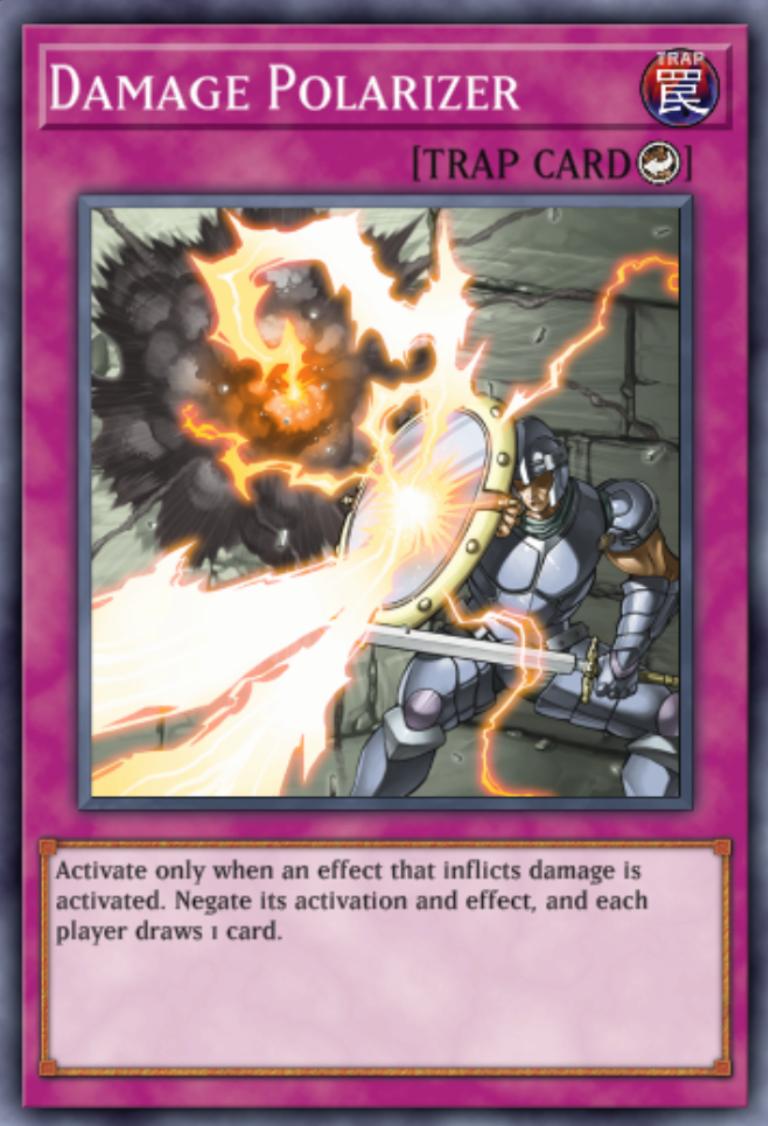 Damage Polarizer
TRAP
罠
[TRAP CARD]
Activate only when an effect that inflicts damage is
activated. Negate its activation and effect, and each
player draws 1 card.